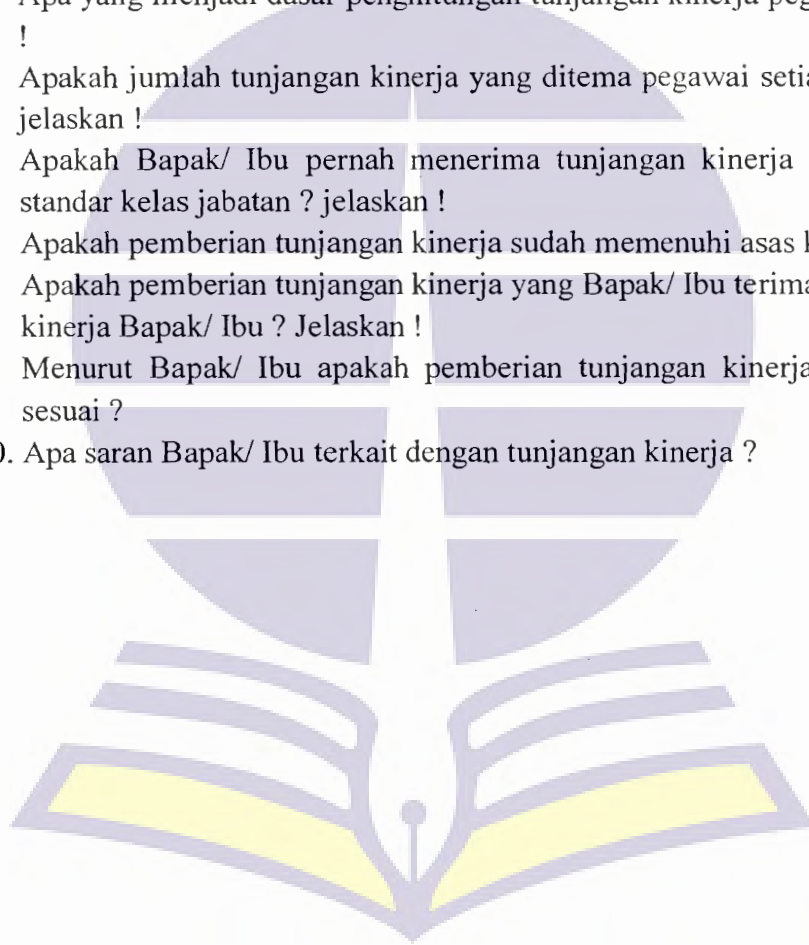 Apa yang menjadi dasar penghitungan tunjangan kinerja
!
Apakah jumlah tunjangan kinerja yang ditema pegawai
jelaskan !
Apakah Bapak/ Ibu pernah menerima tunjangan kinerja
standar kelas jabatan ? jelaskan !
Apakah pemberian tunjangan kinerja sudah memenuhi asas
Apakah pemberian tunjangan kinerja yang Bapak/ Ibu terima
kinerja Bapak/ Ibu ? Jelaskan !
Menurut Bapak/ Ibu apakah pemberian tunjangan kinerja
sesuai ?
. Apa saran Bapak/ Ibu terkait dengan tunjangan kinerja ?